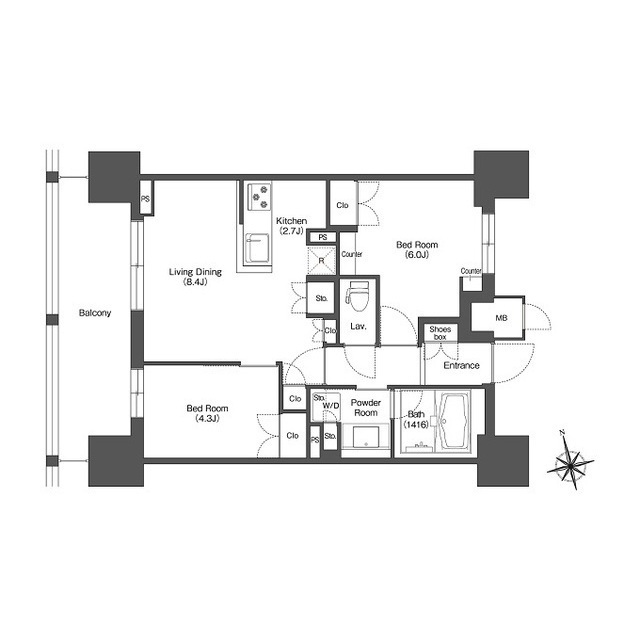 PS
Kitchen
(2.7J)
Clo
PS
Counter
Bed Room
(6.0J)
R
Living Dining
(8.4J)
Counter
Sto.
Balcony
Lav.
MB
Clo
Shoes
box
Entrance
Clo
Sto.
W/D
Powder
Room
Bed Room
(4.3J)
Bath
(1416)
Clo
PS
Sto.
N